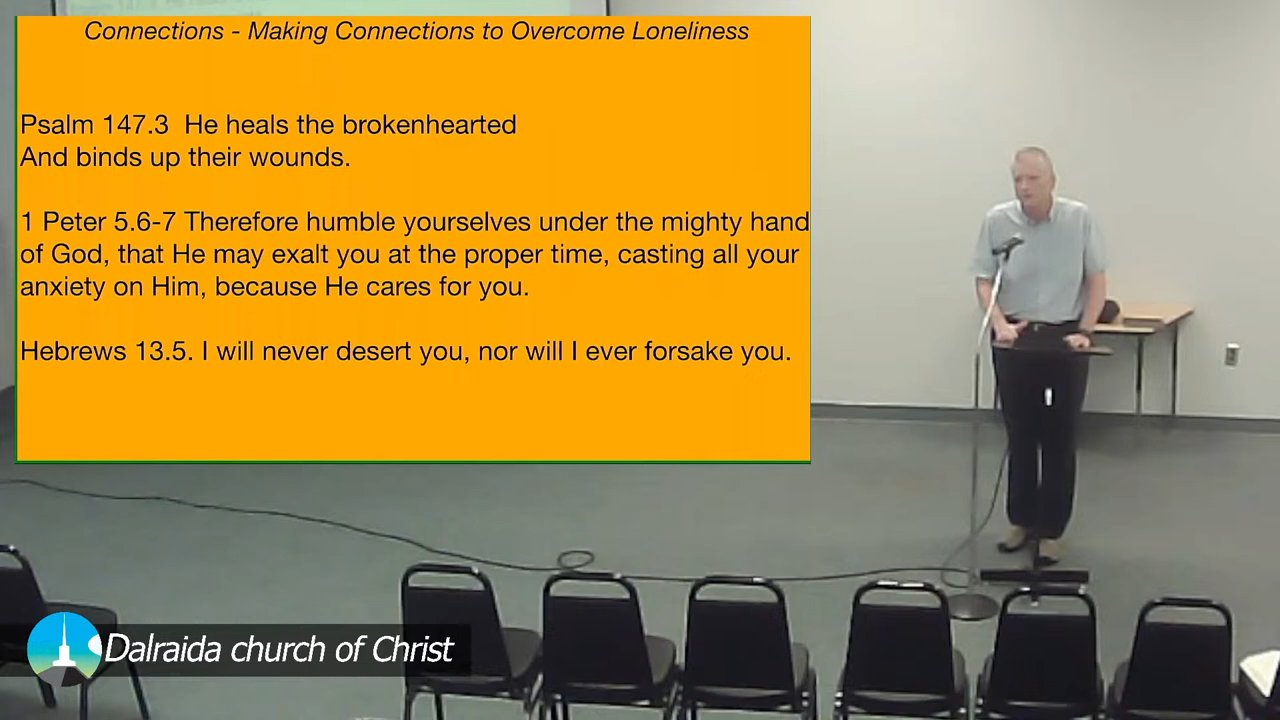 Connections - Making Connections to Overcome Loneliness
Psalm 147.3  He heals the brokenhearted
And binds up their wounds.
1 Peter 5.6-7 Therefore humble yourselves under the mighty hand
of God, that He may exalt you at the proper time, casting all your
anxiety on Him, because He cares for you.
Hebrews 13.5. I will never desert you, nor will I ever forsake you.
Dalraida church of Christ